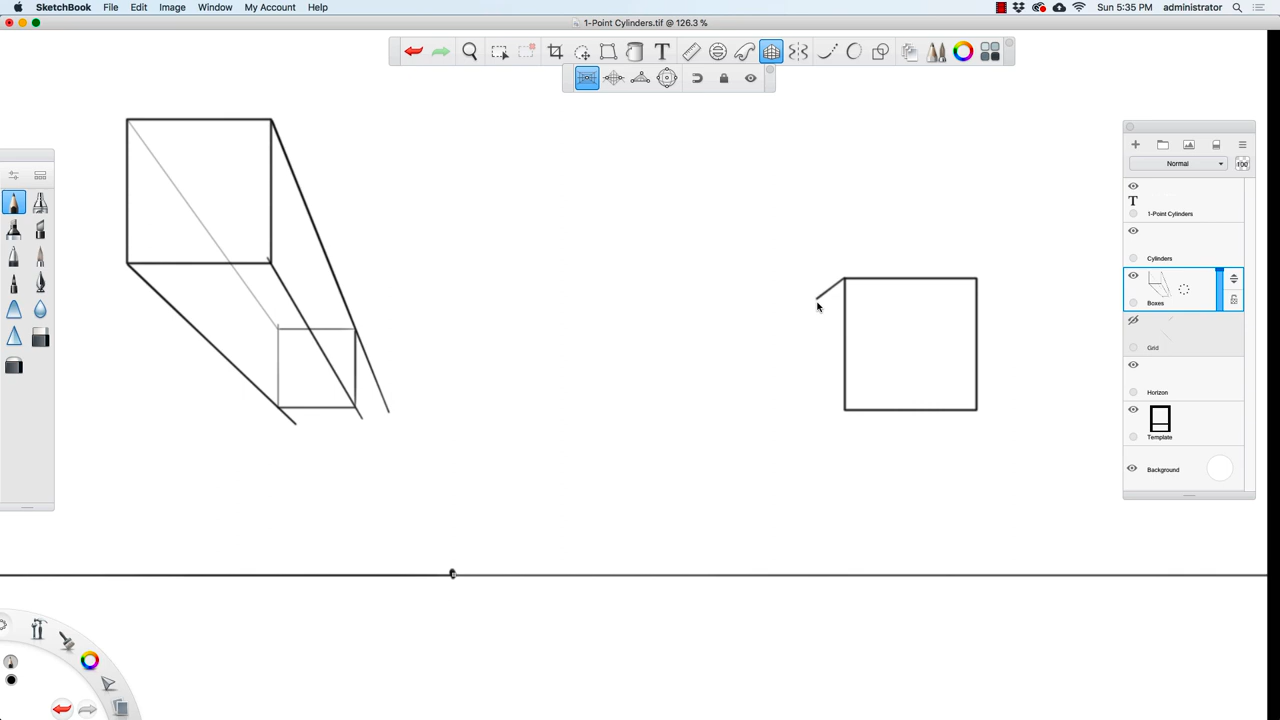 SketchBook File Edit Image Window My Account Help Sun 5:35 PM administrator
1-Point Cylinders.tif @ 126.3 %
T
Normal 100
T
1-Point Cylinders
Cylinders
Boxes
Grid
Horizon
Template
Background